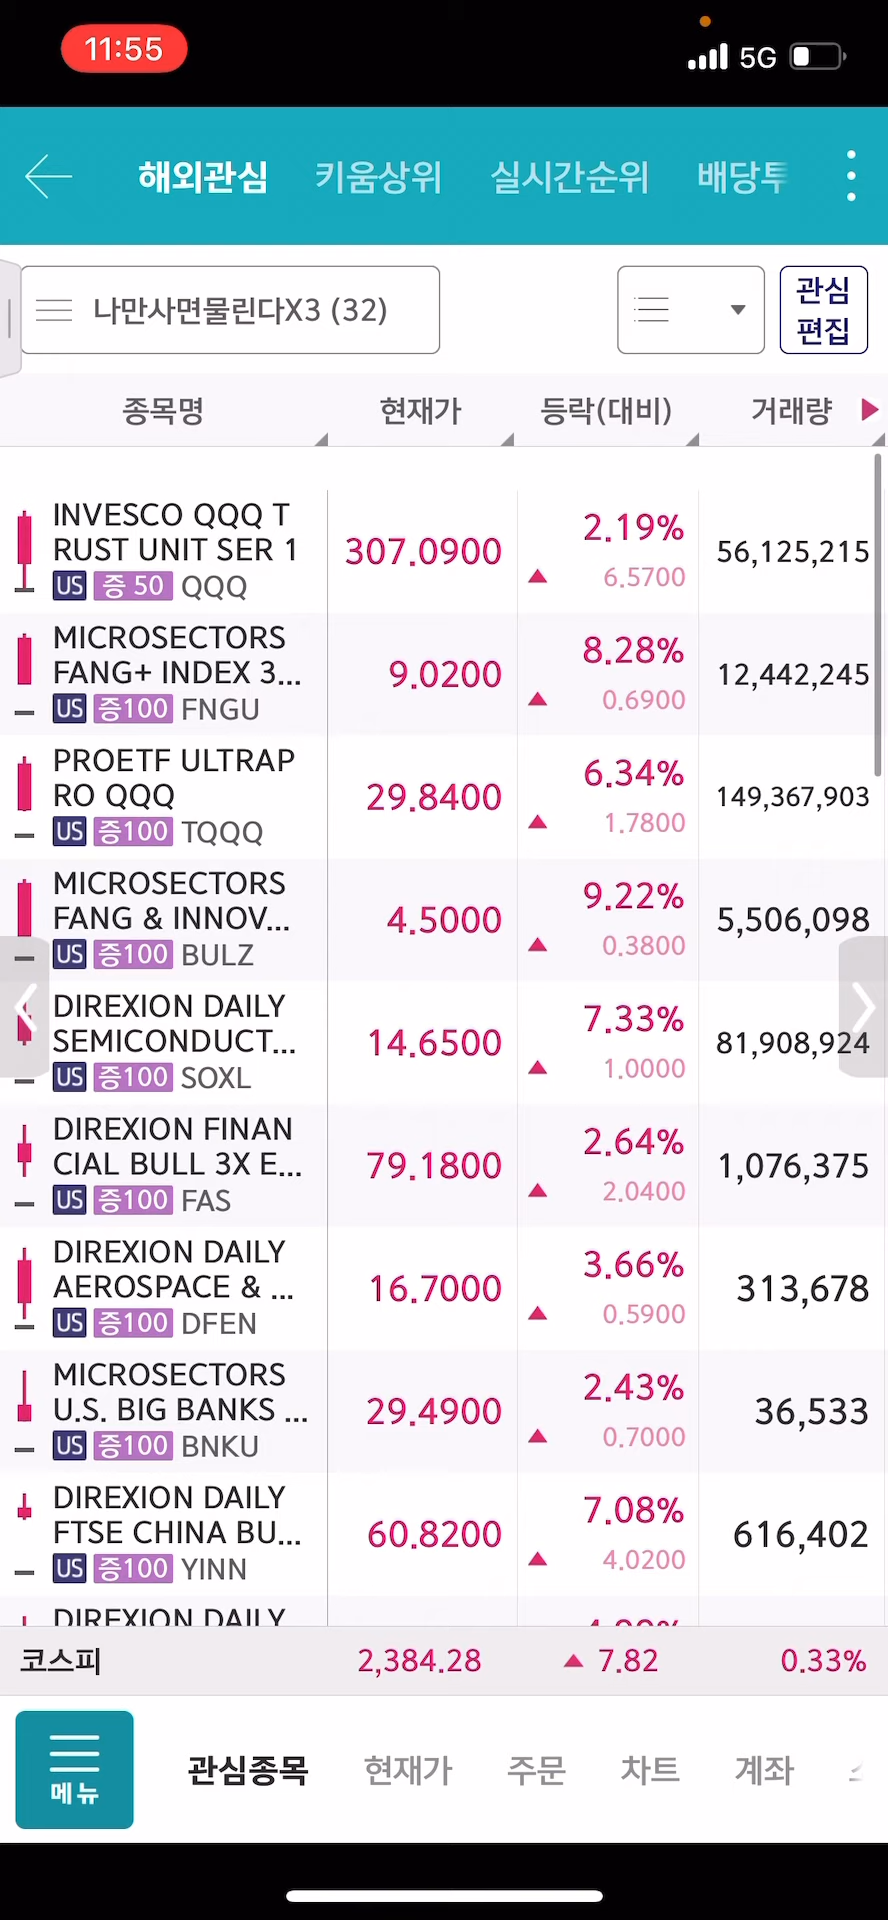 11:55
5G
해외관심 키움상위 실시간순위 배당투
나만사면물린다X3 (32)
관심
편집
종목명 현재가 등락(대비) 거래량
INVESCO QQQ T
RUST UNIT SER 1
US 증 50 QQQ
307.0900
2.19%
6.5700
56,125,215
MICROSECTORS
FANG+ INDEX 3...
US 증100 FNGU
9.0200
8.28%
0.6900
12,442,245
PROETF ULTRAP
RO QQQ
US 증100 TQQQ
29.8400
6.34%
1.7800
149,367,903
MICROSECTORS
FANG & INNOV...
US 증100 BULZ
4.5000
9.22%
0.3800
5,506,098
DIREXION DAILY
SEMICONDUCT...
US 증100 SOXL
14.6500
7.33%
1.0000
81,908,924
DIREXION FINAN
CIAL BULL 3X E...
US 증100 FAS
79.1800
2.64%
2.0400
1,076,375
DIREXION DAILY
AEROSPACE & ...
US 증100 DFEN
16.7000
3.66%
0.5900
313,678
MICROSECTORS
U.S. BIG BANKS ...
US 증100 BNKU
29.4900
2.43%
0.7000
36,533
DIREXION DAILY
FTSE CHINA BU...
US 증100 YINN
60.8200
7.08%
4.0200
616,402
DIREXION DAILY
코스피 2,384.28 7.82 0.33%
메뉴
관심종목 현재가 주문 차트 계좌